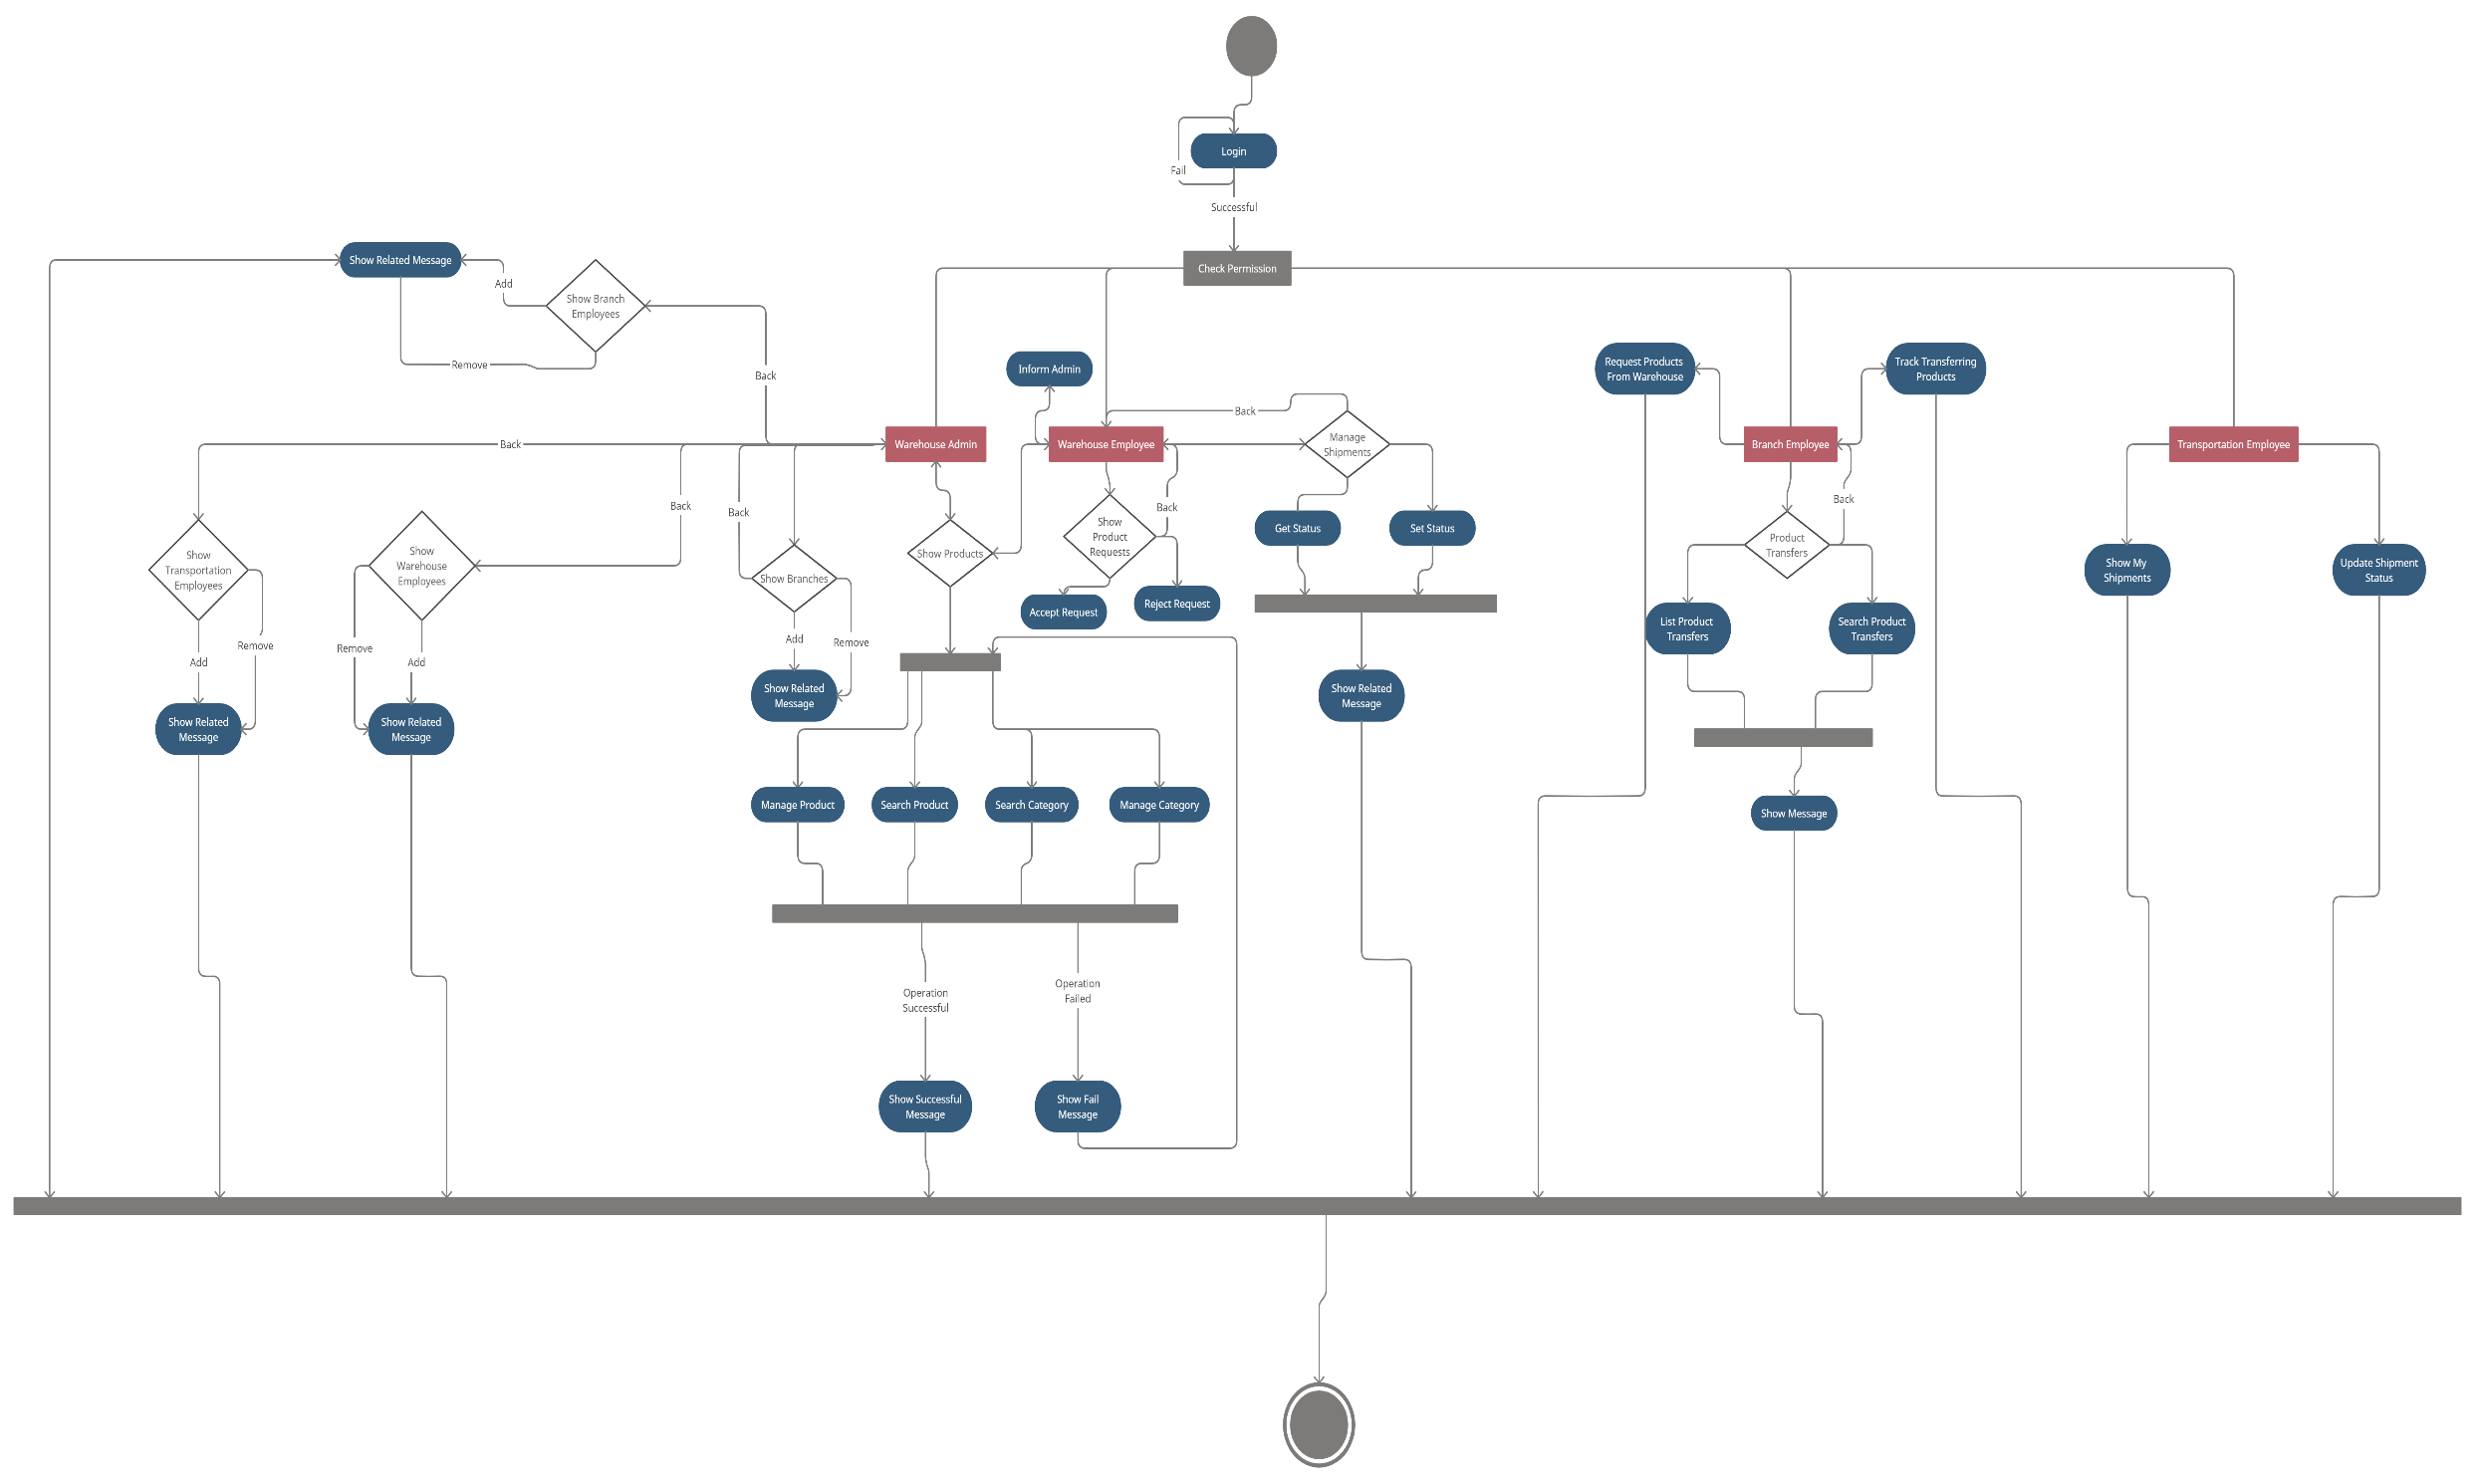 Login
Fail
Successful
Check Permission
Show Related Message
Add
Show Branch
Employees
Remove
Back
Inform Admin
Request Products
From Warehouse
Track Transferring
Products
Back
Back
Warehouse Admin
Warehouse Employee
Manage
Shipments
Branch Employee
Transportation Employee
Back
Back
Back
Back
Show
Transportation
Employees
Show
Warehouse
Employees
Show Branches
Show Products
Show
Product
Requests
Get Status
Set Status
Product
Transfers
Show My
Shipments
Update Shipment
Status
Accept Request
Reject Request
List Product
Transfers
Search Product
Transfers
Add
Remove
Remove
Add
Add
Remove
Show Related
Message
Show Related
Message
Show Related
Message
Show Related
Message
Manage Product
Search Product
Search Category
Manage Category
Show Message
Operation
Successful
Operation
Failed
Show Successful
Message
Show Fail
Message